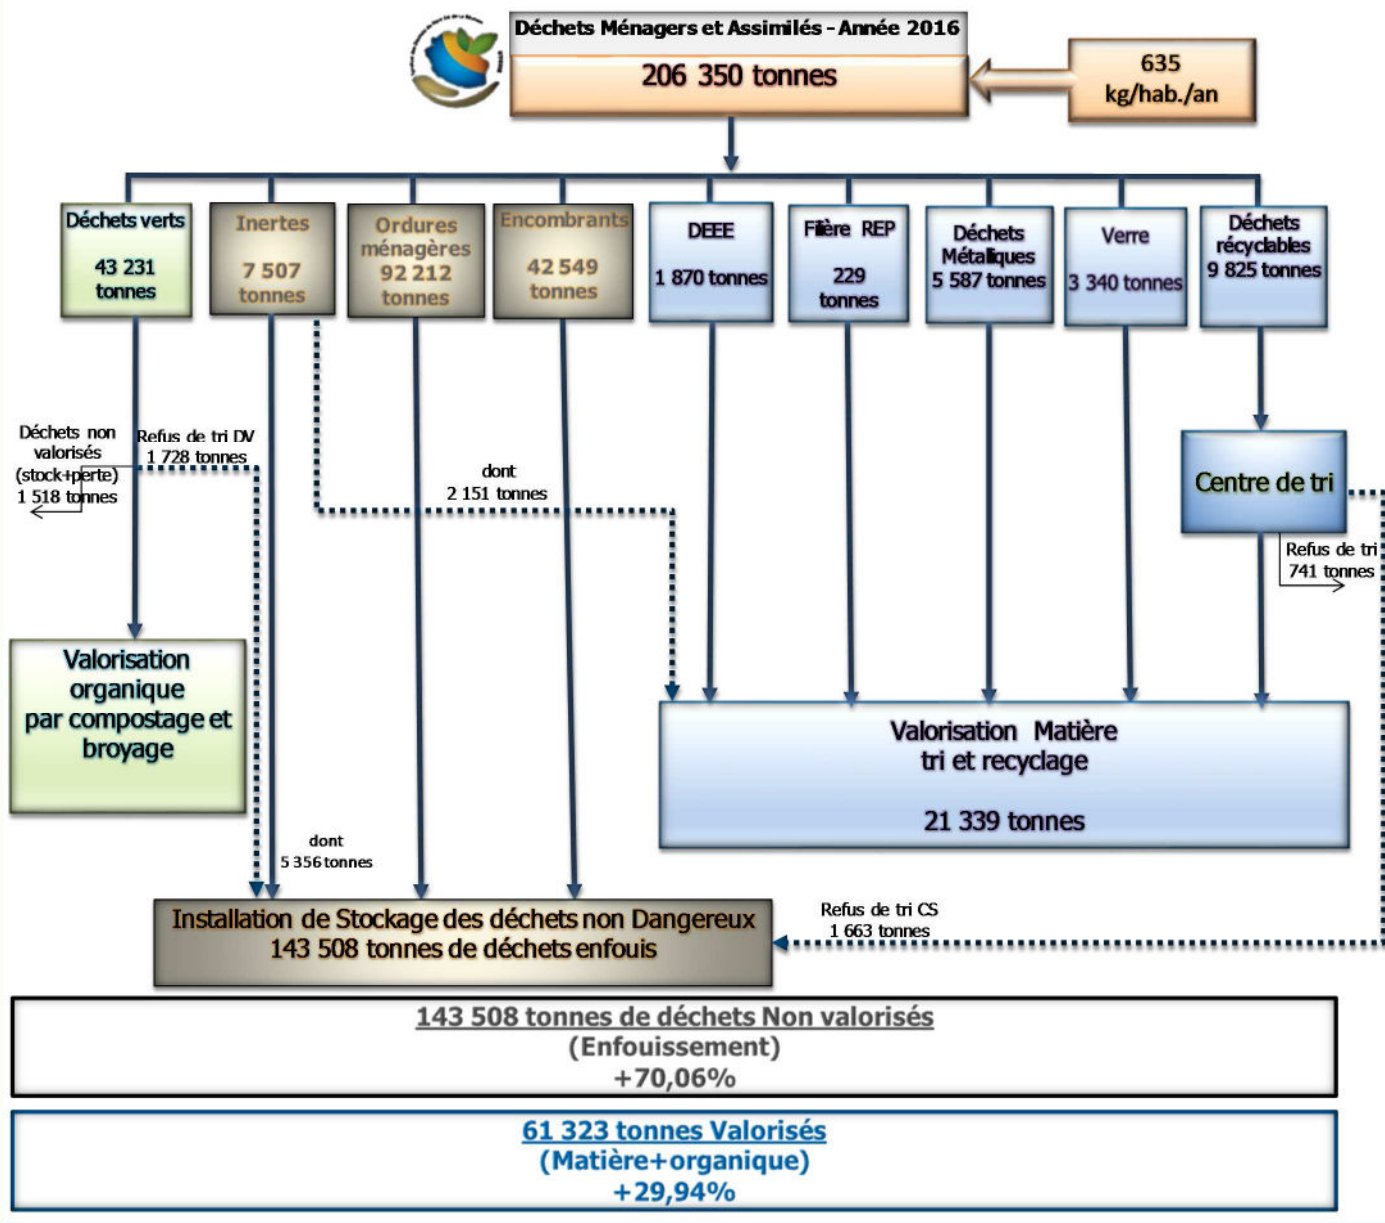 Déchets Ménagers et Assimilés - Année 2016
206 350 tonnes
635
kg/hab./an
Déchets verts
43 231
tonnes
Inertes
7 507
tonnes
Ordures
ménagères
92 212
tonnes
Encombrants
42 549
tonnes
DEEE
1 870 tonnes
Filière REP
229
tonnes
Déchets
Métalliques
5 587 tonnes
Verre
3 340 tonnes
Déchets
récyclables
9 825 tonnes
Déchets non
valorisés
(stock+perte)
1 518 tonnes
Refus de tri DV
1 728 tonnes
dont
2 151 tonnes
Centre de tri
Refus de tri
741 tonnes
Valorisation
organique
par compostage et
broyage
Valorisation Matière
tri et recyclage
21 339 tonnes
dont
5 356 tonnes
Installation de Stockage des déchets non Dangereux
143 508 tonnes de déchets enfouis
Refus de tri CS
1 663 tonnes
143 508 tonnes de déchets Non valorisés
(Enfouissement)
+70,06%
61 323 tonnes Valorisés
(Matière+organique)
+29,94%